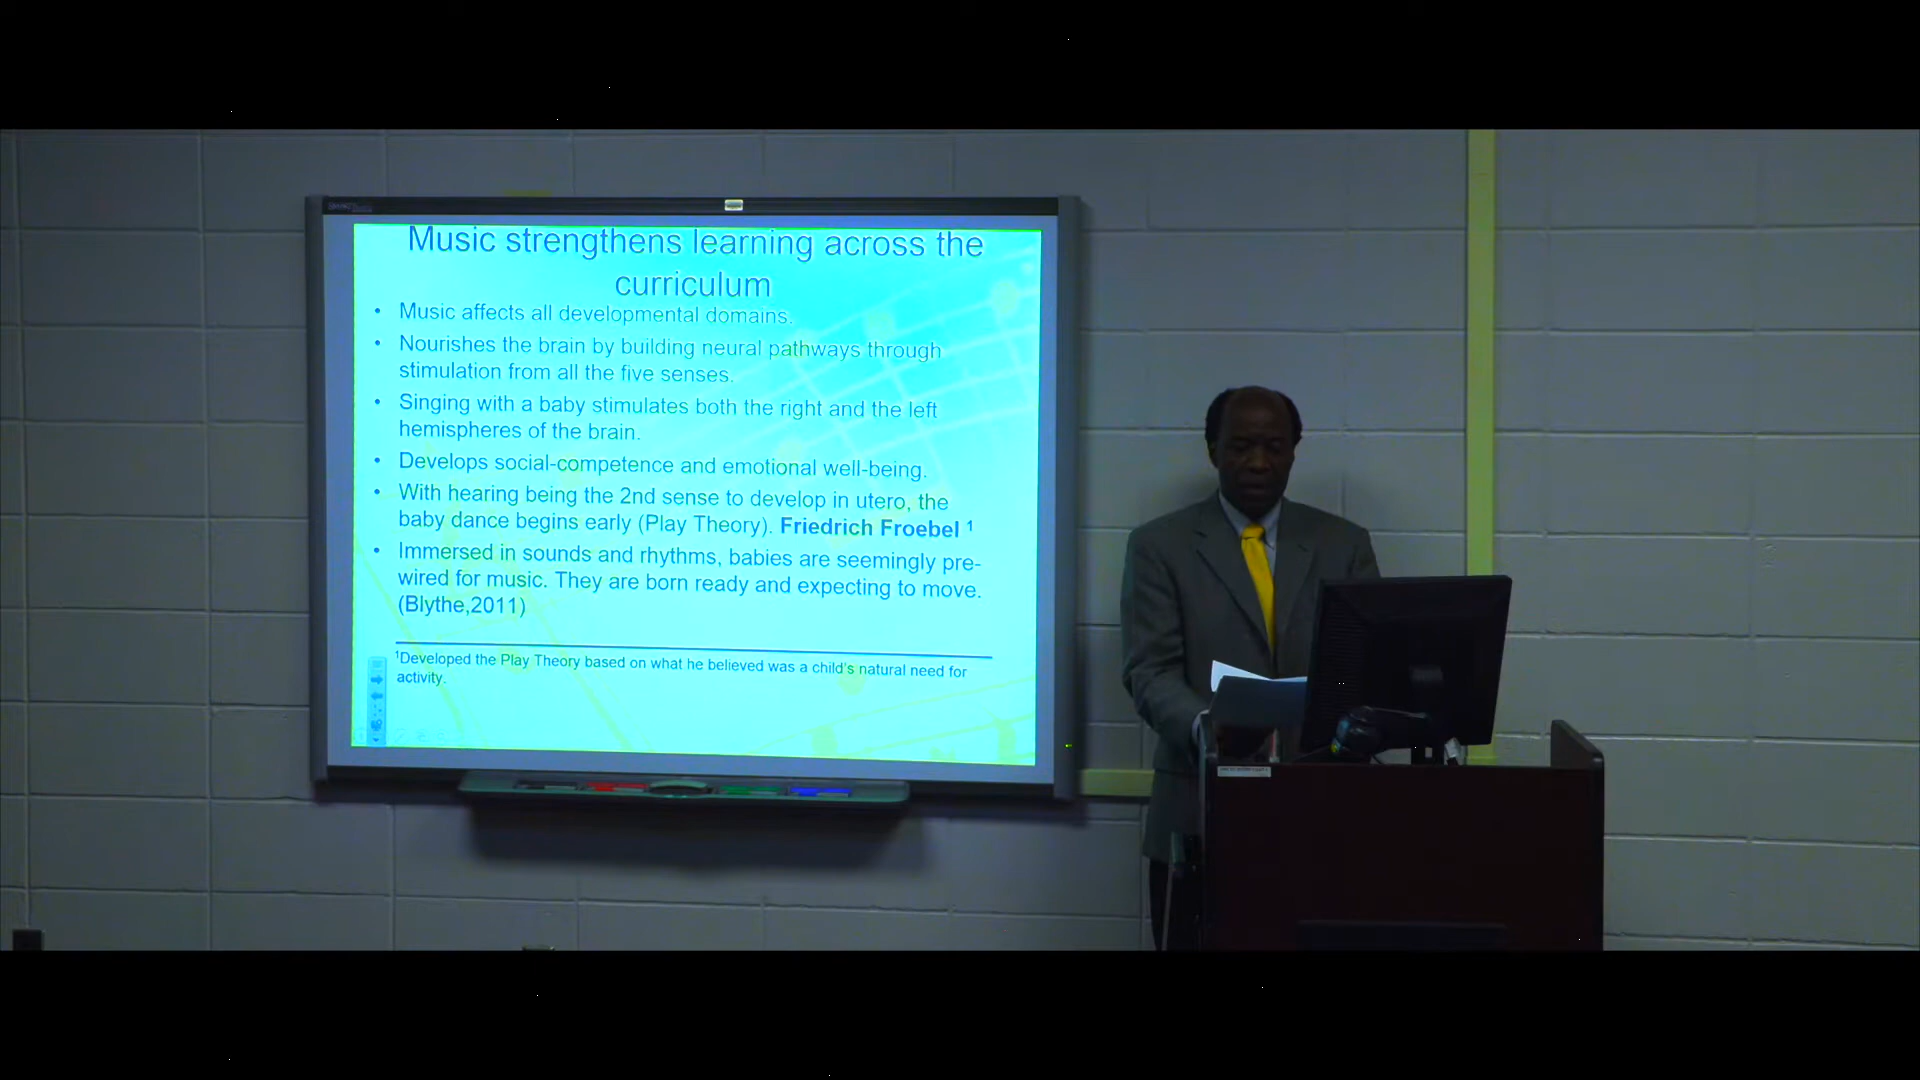 Music strengthens learning across the
curriculum
• Music affects all developmental domains.
• Nourishes the brain by building neural pathways through
stimulation from all the five senses.
• Singing with a baby stimulates both the right and the left
hemispheres of the brain.
• Develops social-competence and emotional well-being.
• With hearing being the 2nd sense to develop in utero, the
baby dance begins early (Play Theory). Friedrich Froebel ¹
• Immersed in sounds and rhythms, babies are seemingly pre-
wired for music. They are born ready and expecting to move.
(Blythe,2011)
¹Developed the Play Theory based on what he believed was a child's natural need for
activity.